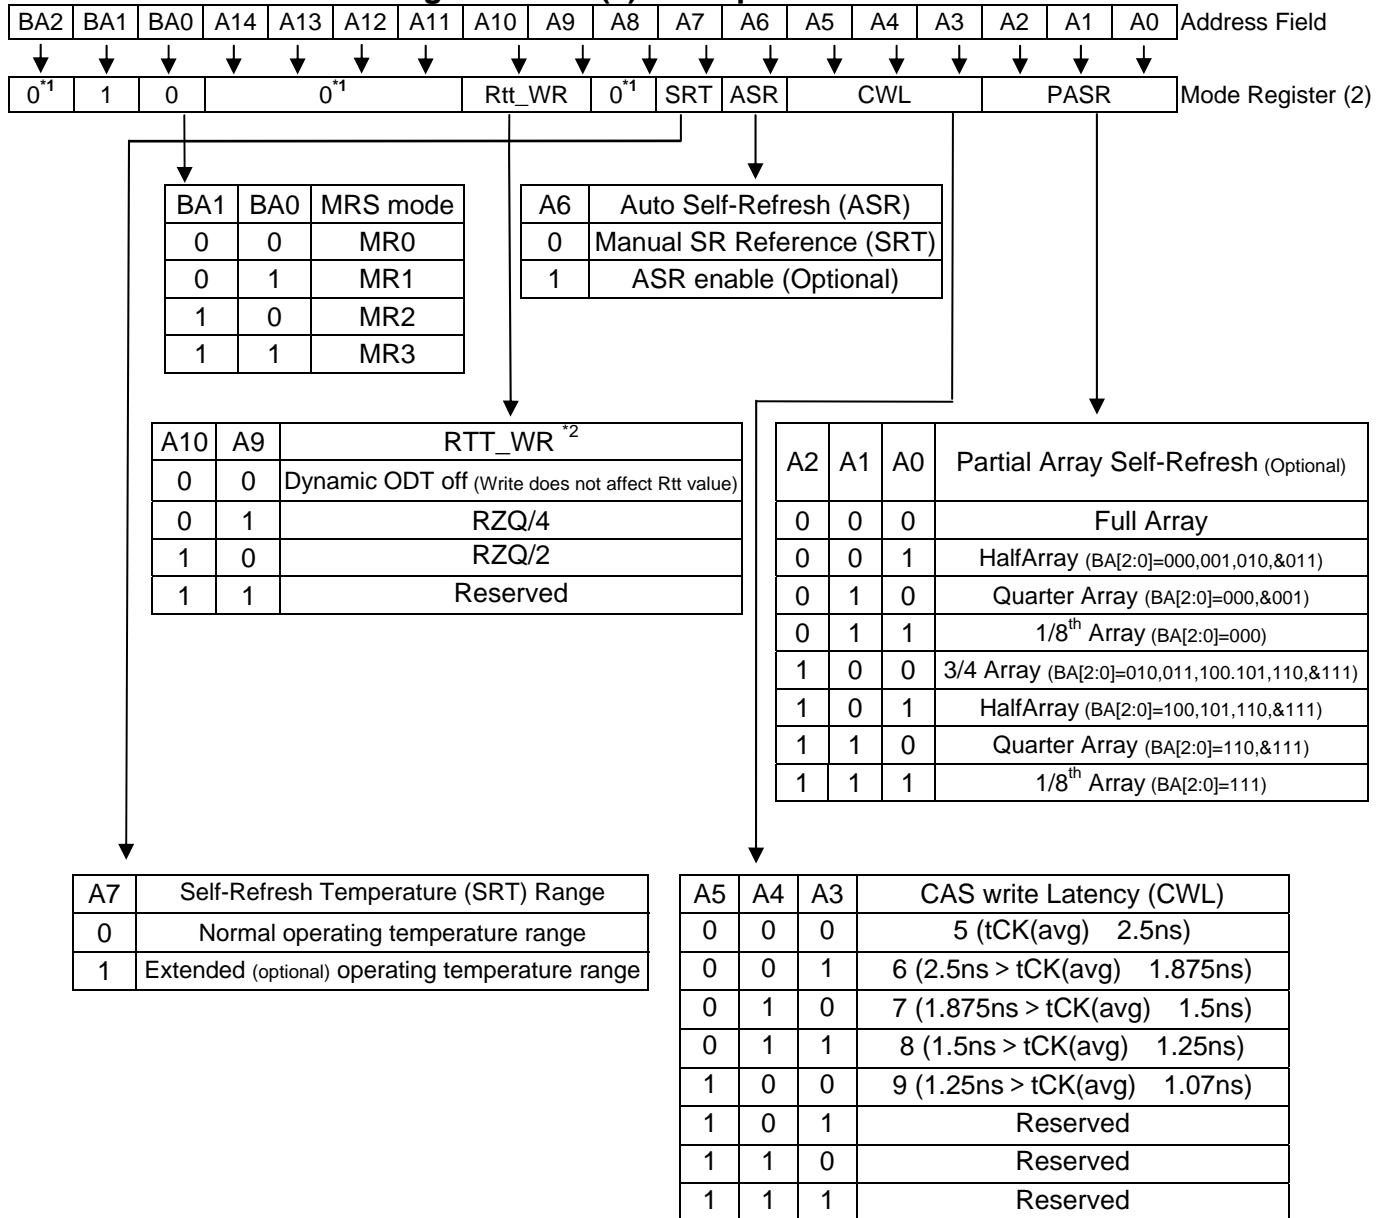 BA2 BA1 BA0 A14 A13 A12 A11 A10 A9 A8 A7 A6 A5 A4 A3 A2 A1 A0 Address Field
0*1 1 0 0*1 Rtt_WR 0*1 SRT ASR CWL PASR Mode Register (2)
BA1 BA0 MRS mode
0 0 MR0
0 1 MR1
1 0 MR2
1 1 MR3
A6 Auto Self-Refresh (ASR)
0 Manual SR Reference (SRT)
1 ASR enable (Optional)
A10 A9 RTT_WR *2
0 0 Dynamic ODT off (Write does not affect Rtt value)
0 1 RZQ/4
1 0 RZQ/2
1 1 Reserved
A2 A1 A0 Partial Array Self-Refresh (Optional)
0 0 0 Full Array
0 0 1 HalfArray (BA[2:0]=000,001,010,&011)
0 1 0 Quarter Array (BA[2:0]=000,&001)
0 1 1 1/8th Array (BA[2:0]=000)
1 0 0 3/4 Array (BA[2:0]=010,011,100.101,110,&111)
1 0 1 HalfArray (BA[2:0]=100,101,110,&111)
1 1 0 Quarter Array (BA[2:0]=110,&111)
1 1 1 1/8th Array (BA[2:0]=111)
A7 Self-Refresh Temperature (SRT) Range
0 Normal operating temperature range
1 Extended (optional) operating temperature range
A5 A4 A3 CAS write Latency (CWL)
0 0 0 5 (tCK(avg) 2.5ns)
0 0 1 6 (2.5ns > tCK(avg) 1.875ns)
0 1 0 7 (1.875ns > tCK(avg) 1.5ns)
0 1 1 8 (1.5ns > tCK(avg) 1.25ns)
1 0 0 9 (1.25ns > tCK(avg) 1.07ns)
1 0 1 Reserved
1 1 0 Reserved
1 1 1 Reserved